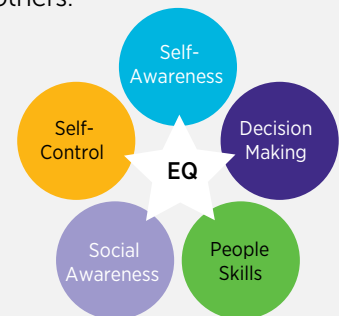 others.
Self-
Awareness
Self-
Control
Decision
Making
EQ
Social
Awareness
People
Skills